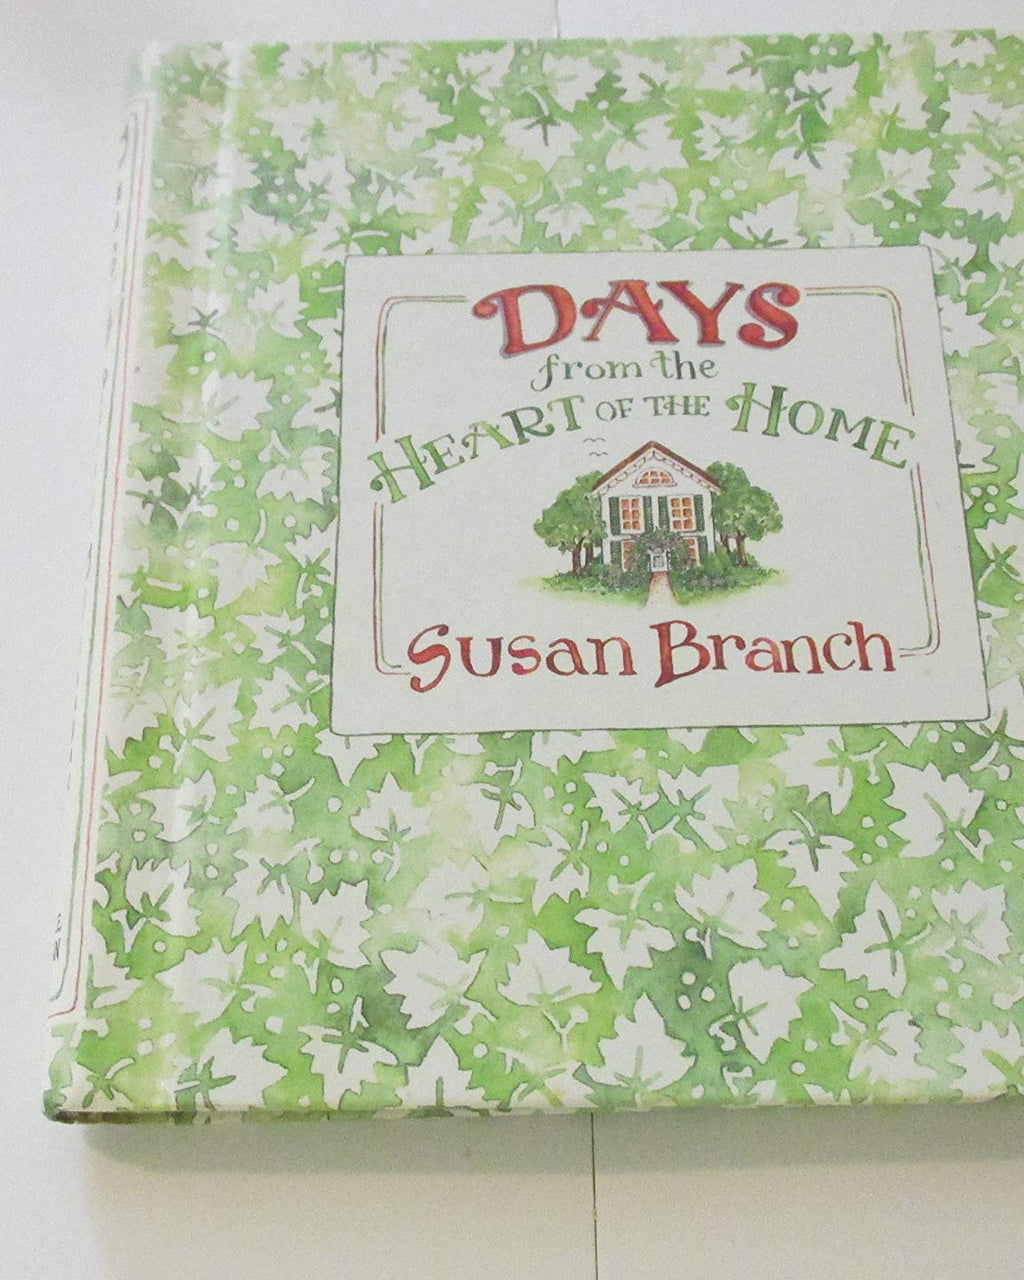 DAYS
from the
HEART OF THE HOME
Susan Branch